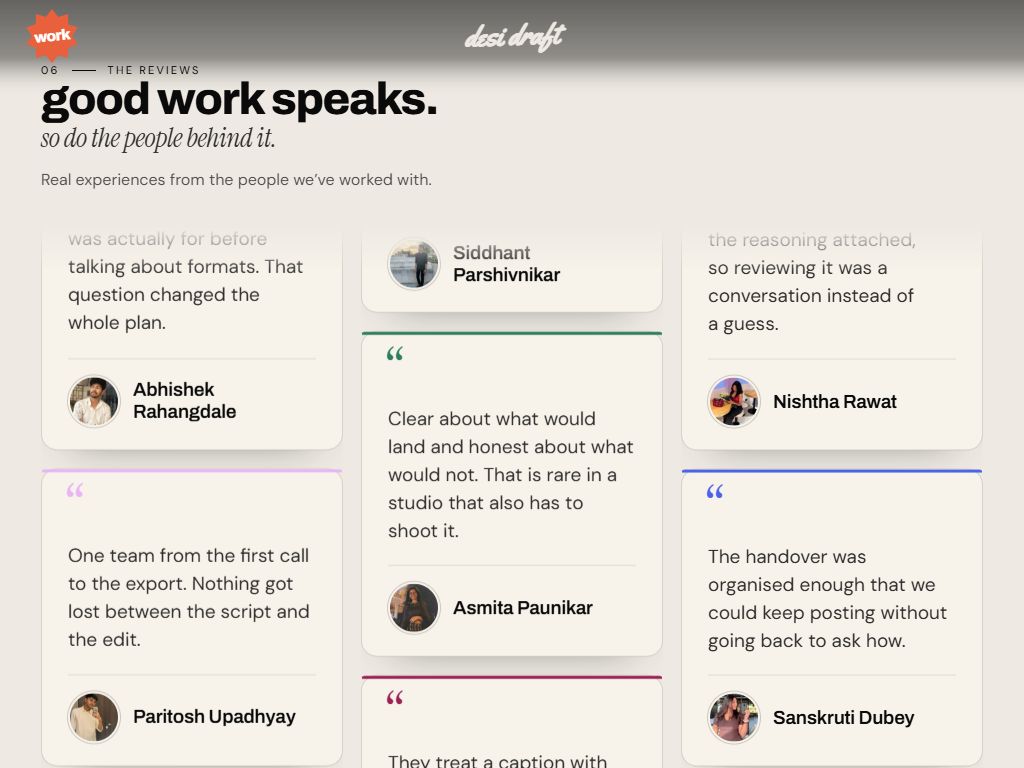 work
desi draft
06 — THE REVIEWS
good work speaks.
so do the people behind it.
Real experiences from the people we’ve worked with.
was actually for before
talking about formats. That
question changed the
whole plan.
Abhishek
Rahangdale
“
One team from the first call
to the export. Nothing got
lost between the script and
the edit.
Paritosh Upadhyay
Siddhant
Parshivnikar
“
Clear about what would
land and honest about what
would not. That is rare in a
studio that also has to
shoot it.
Asmita Paunikar
“
They treat a caption with
the reasoning attached,
so reviewing it was a
conversation instead of
a guess.
Nishtha Rawat
“
The handover was
organised enough that we
could keep posting without
going back to ask how.
Sanskruti Dubey